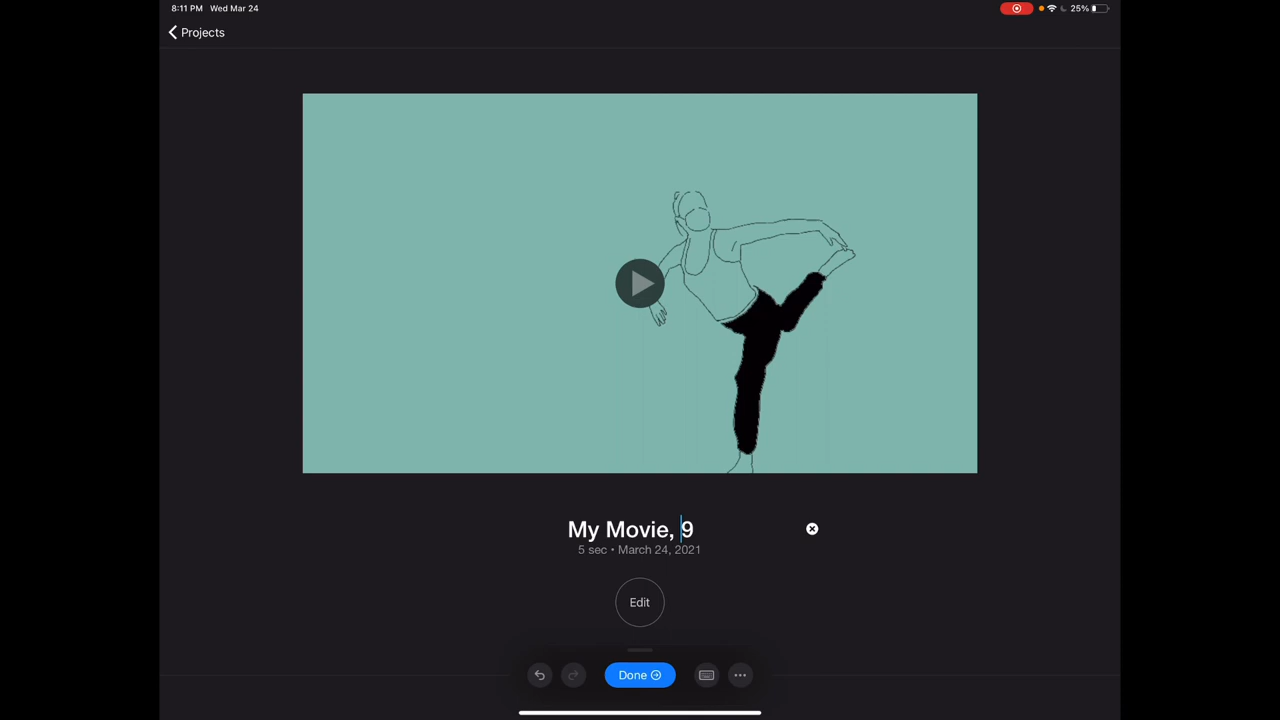 8:11 PM Wed Mar 24
25%
Projects
My Movie, 9
5 sec • March 24, 2021
Edit
Done